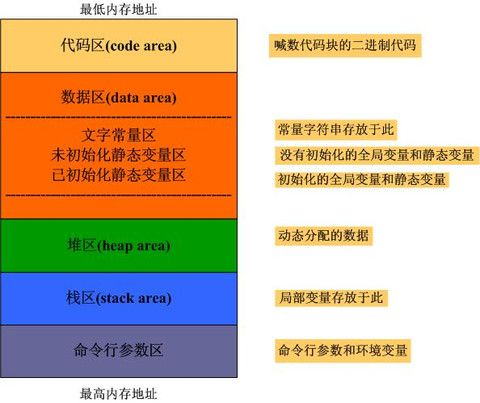 最低内存地址
代码区(code area)
喊数代码块的二进制代码
数据区(data area)
文字常量区
常量字符串存放于此
未初始化静态变量区
没有初始化的全局变量和静态变量
已初始化静态变量区
初始化的全局变量和静态变量
堆区(heap area)
动态分配的数据
栈区(stack area)
局部变量存放于此
命令行参数区
命令行参数和环境变量
最高内存地址